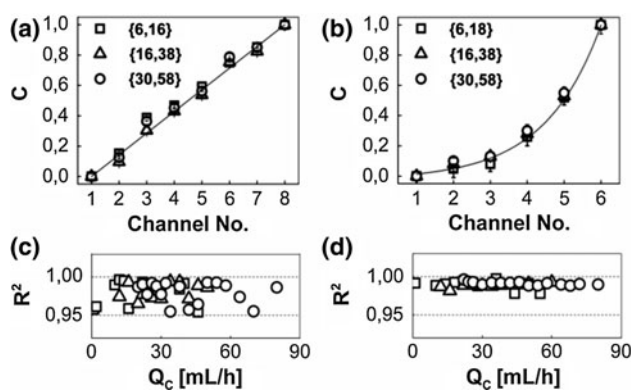 (a)
{6,16}
{16,38}
{30,58}
C
1,0
0,8
0,6
0,4
0,2
0,0
1 2 3 4 5 6 7 8
Channel No.
(b)
{6,18}
{16,38}
{30,58}
C
1,0
0,8
0,6
0,4
0,2
0,0
1 2 3 4 5 6
Channel No.
(c)
R²
1,00
0,95
0 30 60 90
Q_C [mL/h]
(d)
R²
1,00
0,95
0 30 60 90
Q_C [mL/h]